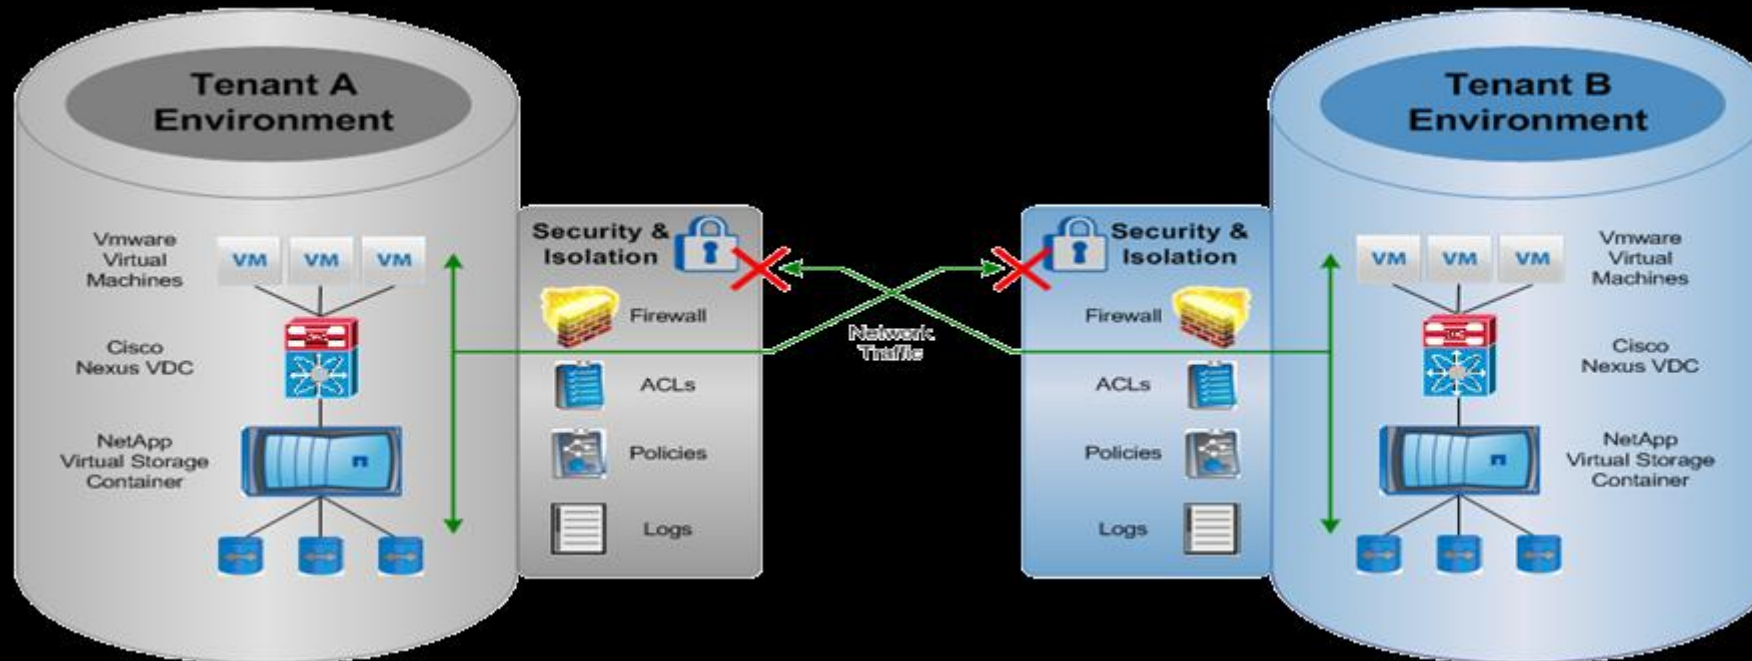 Tenant A
Environment
Vmware
Virtual
Machines
VM
VM
VM
Cisco
Nexus VDC
NetApp
Virtual Storage
Container
Security &
Isolation
Firewall
ACLs
Policies
Logs
Network
Traffic
Tenant B
Environment
Security &
Isolation
Firewall
ACLs
Policies
Logs
VM
VM
VM
Vmware
Virtual
Machines
Cisco
Nexus VDC
NetApp
Virtual Storage
Container